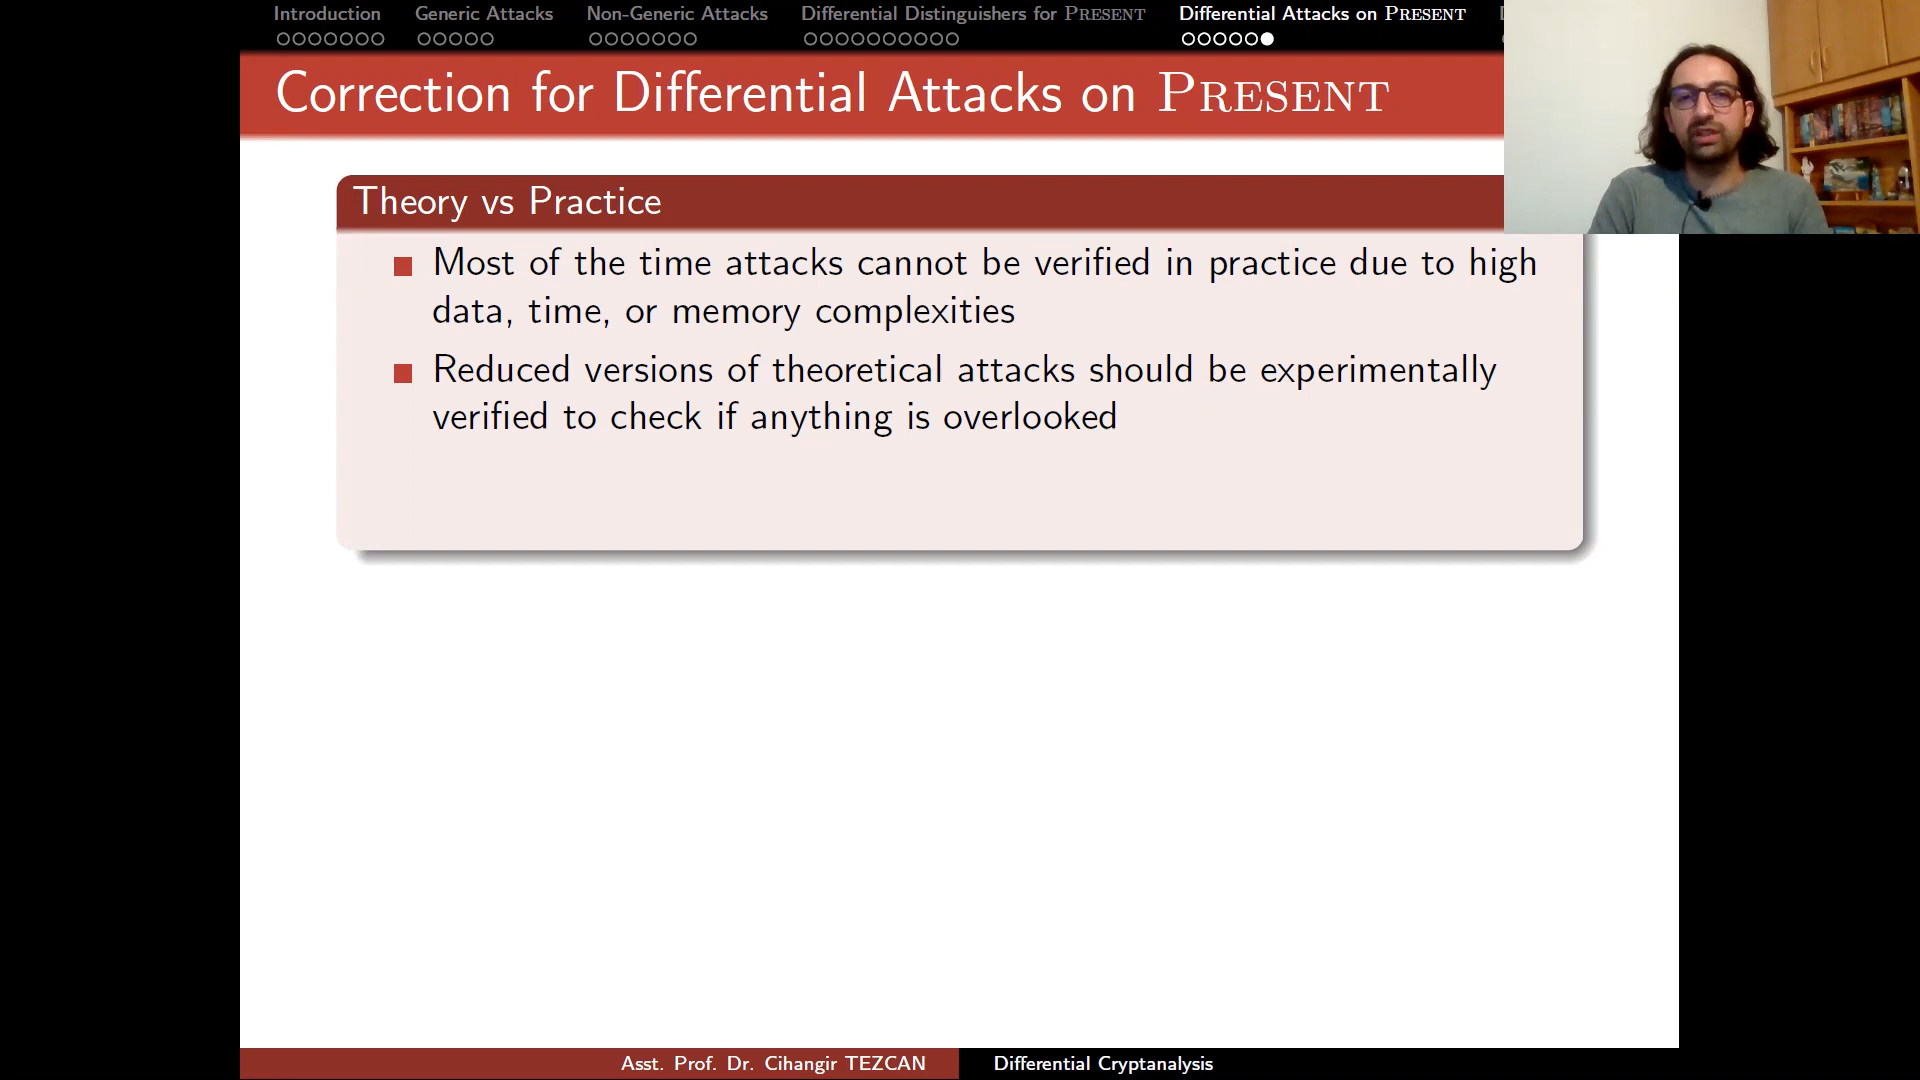 Introduction
Generic Attacks
Non-Generic Attacks
Differential Distinguishers for PRESENT
Differential Attacks on PRESENT
Correction for Differential Attacks on PRESENT
Theory vs Practice
Most of the time attacks cannot be verified in practice due to high
data, time, or memory complexities
Reduced versions of theoretical attacks should be experimentally
verified to check if anything is overlooked
Asst. Prof. Dr. Cihangir TEZCAN
Differential Cryptanalysis